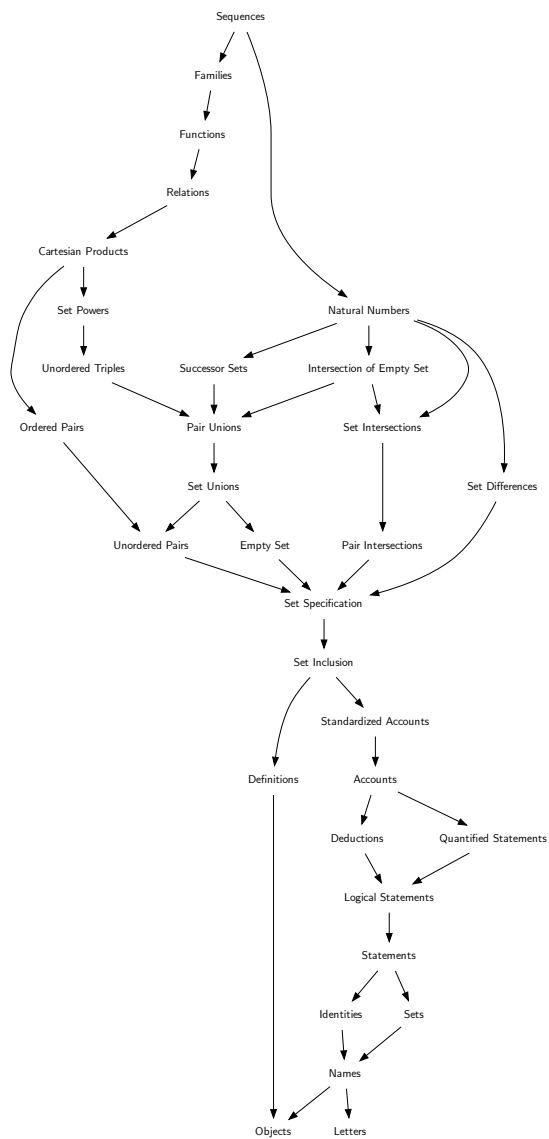 Sequences
Families
Functions
Relations
Cartesian Products
Set Powers
Natural Numbers
Unordered Triples
Successor Sets
Intersection of Empty Set
Ordered Pairs
Pair Unions
Set Intersections
Set Unions
Set Differences
Unordered Pairs
Empty Set
Pair Intersections
Set Specification
Set Inclusion
Standardized Accounts
Definitions
Accounts
Deductions
Quantified Statements
Logical Statements
Statements
Identities
Sets
Names
Objects
Letters